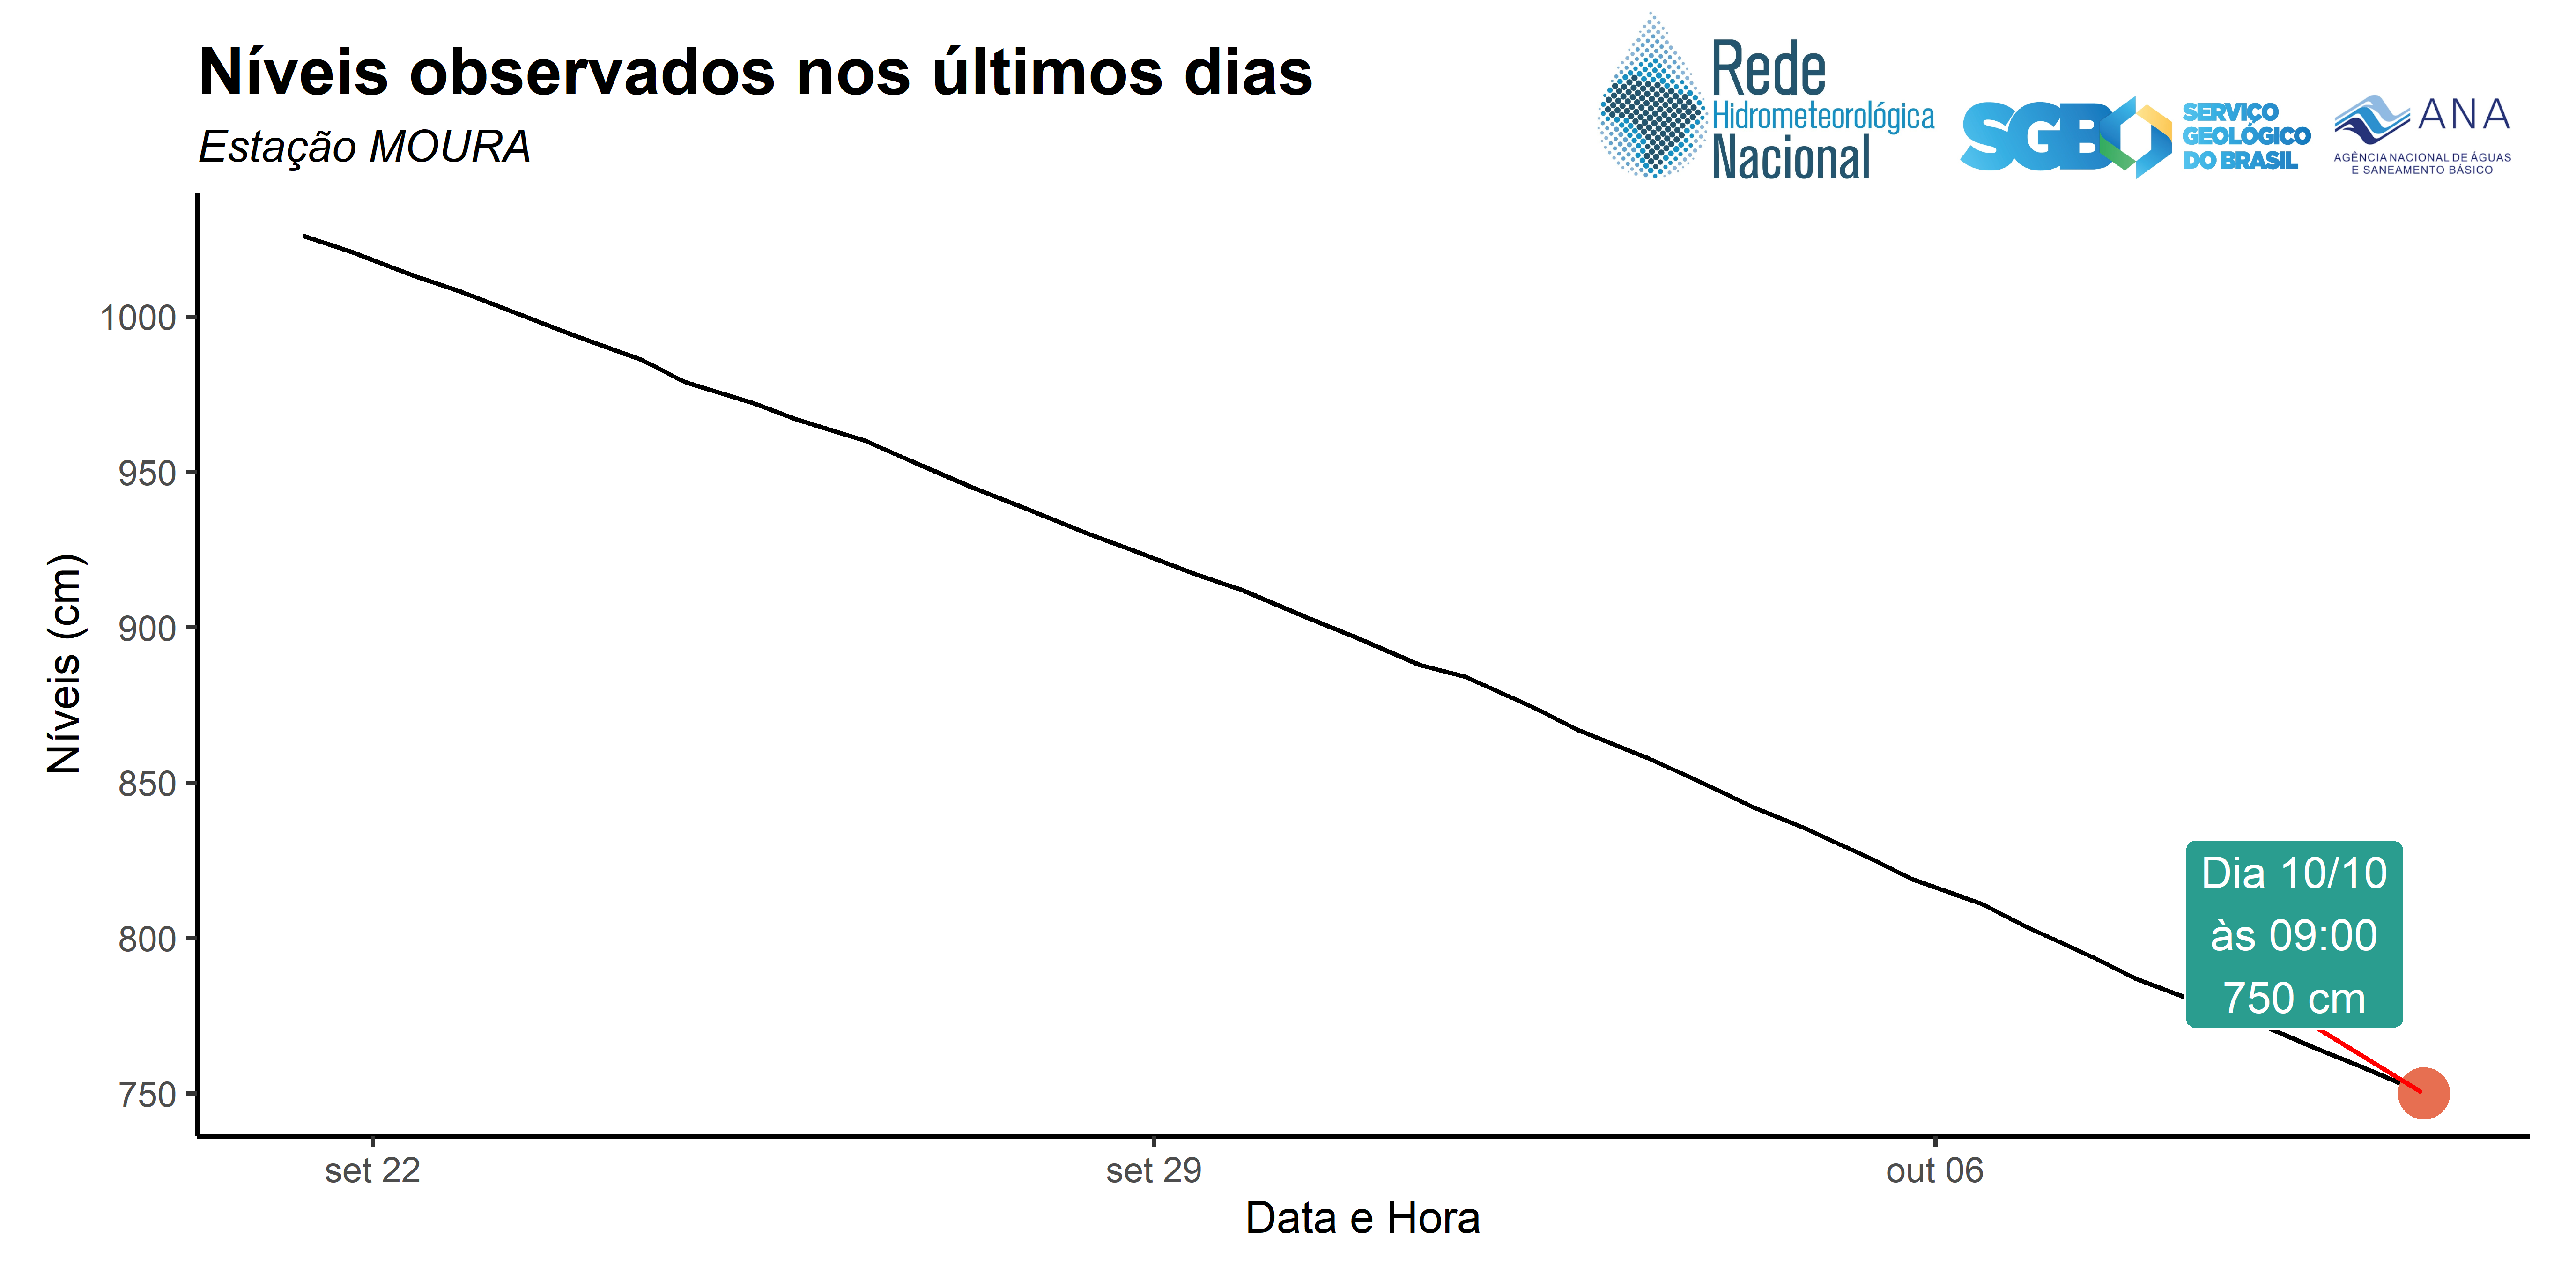 Níveis observados nos últimos dias
Estação MOURA
Rede
Hidrometeorológica
Nacional
SGB
SERVIÇO
GEOLÓGICO
DO BRASIL
ANA
AGÊNCIA NACIONAL DE ÁGUAS
E SANEAMENTO BÁSICO
Níveis (cm)
1000
950
900
850
800
750
Dia 10/10
às 09:00
750 cm
set 22
set 29
out 06
Data e Hora